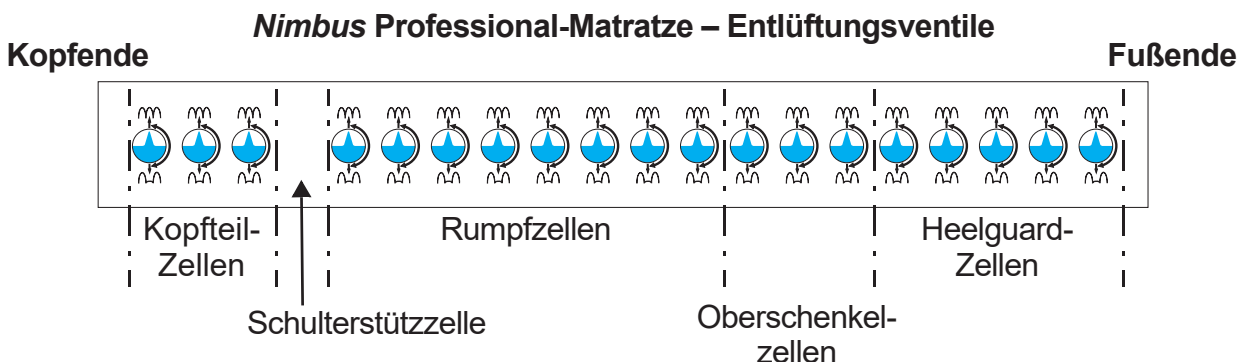 Nimbus Professional-Matratze – Entlüftungsventile
Kopfende
Fußende
Kopfteil-
Zellen
Schulterstützzelle
Rumpfzellen
Oberschenkel-
zellen
Heelguard-
Zellen